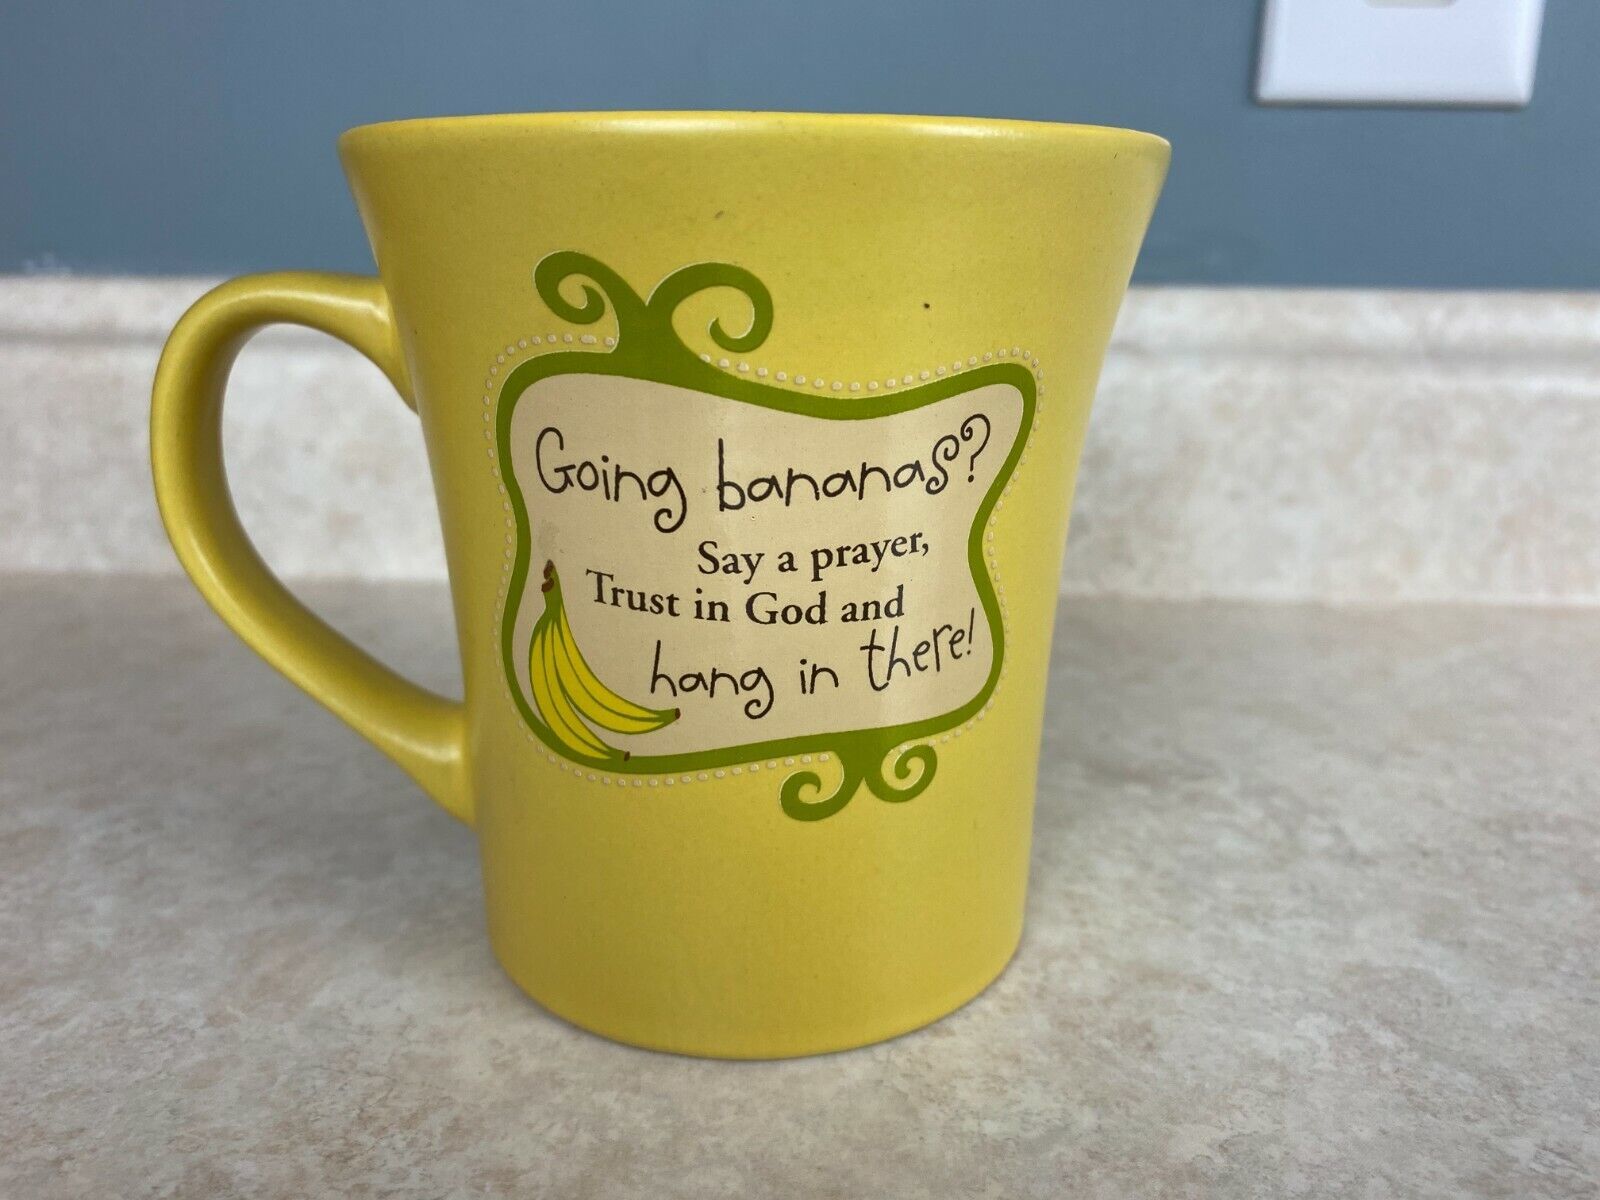 Going bananas?
Say a prayer,
Trust in God and
hang in there!